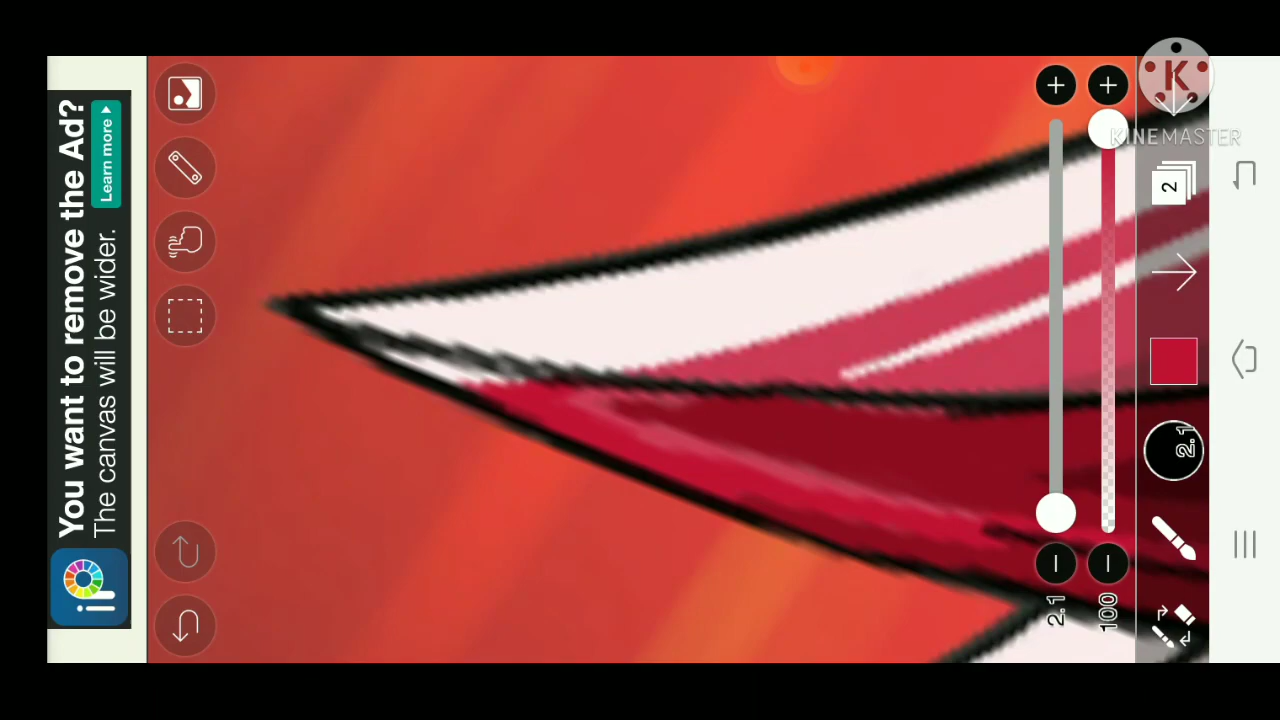 You want to remove the Ad?
The canvas will be wider.
Learn more
2
2.1
2.1
100
K
KINEMASTER